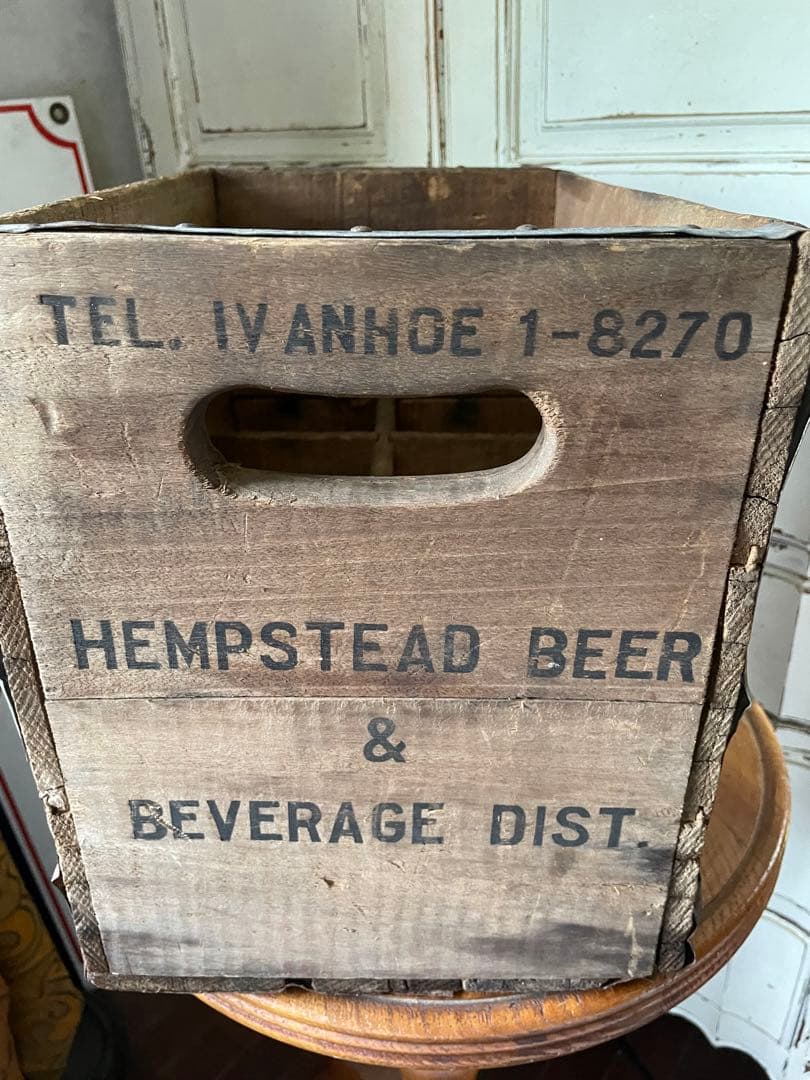 TEL. IVANHOE 1-8270
HEMPSTEAD BEER
&
BEVERAGE DIST.